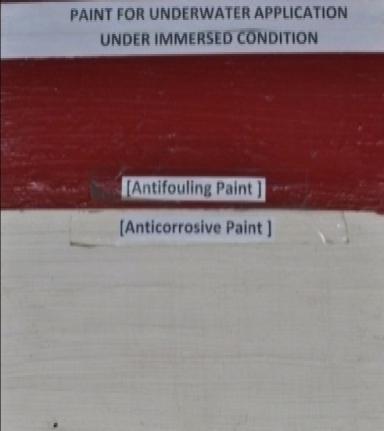 PAINT FOR UNDERWATER APPLICATION
UNDER IMMERSED CONDITION
[Antifouling Paint ]
[Anticorrosive Paint ]